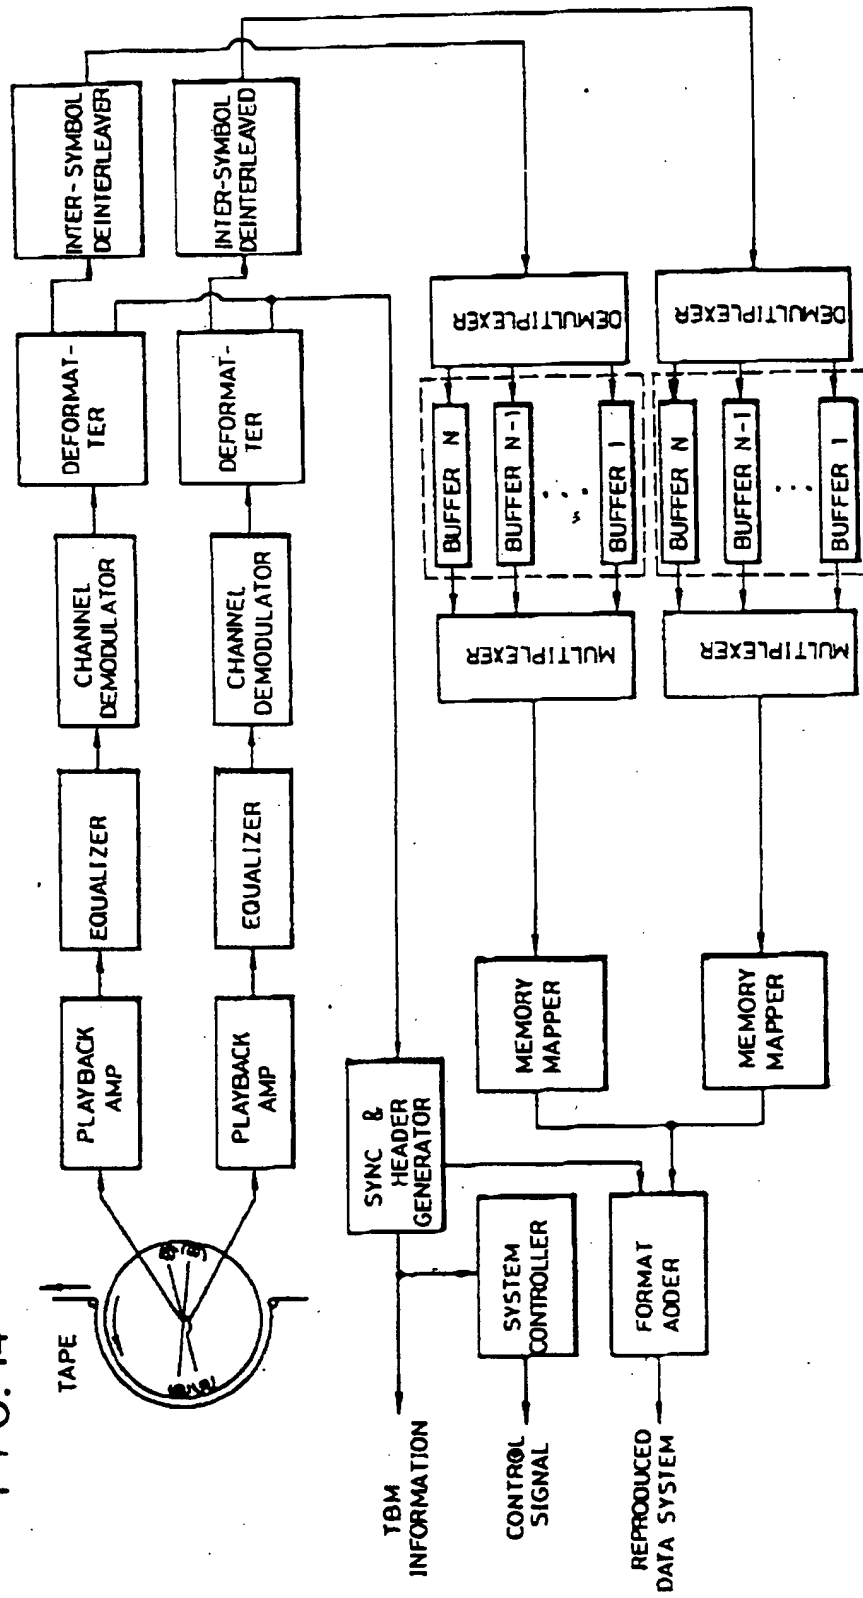 FIG. 14
TAPE
PLAYBACK
AMP
EQUALIZER
CHANNEL
DEMODULATOR
DEFORMAT-
TER
INTER-SYMBOL
DEINTERLEAVER
PLAYBACK
AMP
EQUALIZER
CHANNEL
DEMODULATOR
DEFORMAT-
TER
INTER-SYMBOL
DEINTERLEAVED
SYNC &
HEADER
GENERATOR
TBM
INFORMATION
SYSTEM
CONTROLLER
CONTROL
SIGNAL
FORMAT
ADDER
REPRODUCED
DATA SYSTEM
MEMORY
MAPPER
MULTIPLEXER
BUFFER N
BUFFER N-1
...
BUFFER 1
DEMULTIPLEXER
MEMORY
MAPPER
MULTIPLEXER
BUFFER N
BUFFER N-1
...
BUFFER 1
DEMULTIPLEXER